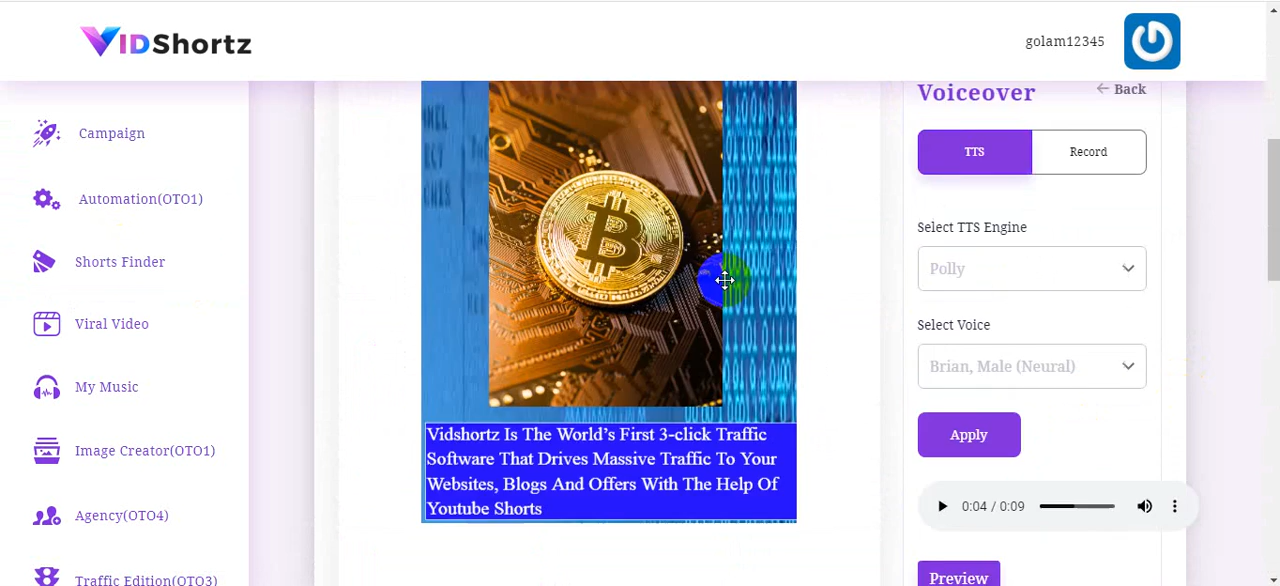 VIDShortz
golam12345
Campaign
Automation(OTO1)
Shorts Finder
Viral Video
My Music
Image Creator(OTO1)
Agency(OTO4)
Traffic Edition(OTO3)
Vidshortz Is The World’s First 3-click Traffic
Software That Drives Massive Traffic To Your
Websites, Blogs And Offers With The Help Of
Youtube Shorts
Voiceover
Back
TTS
Record
Select TTS Engine
Polly
Select Voice
Brian, Male (Neural)
Apply
0:04 / 0:09
Preview